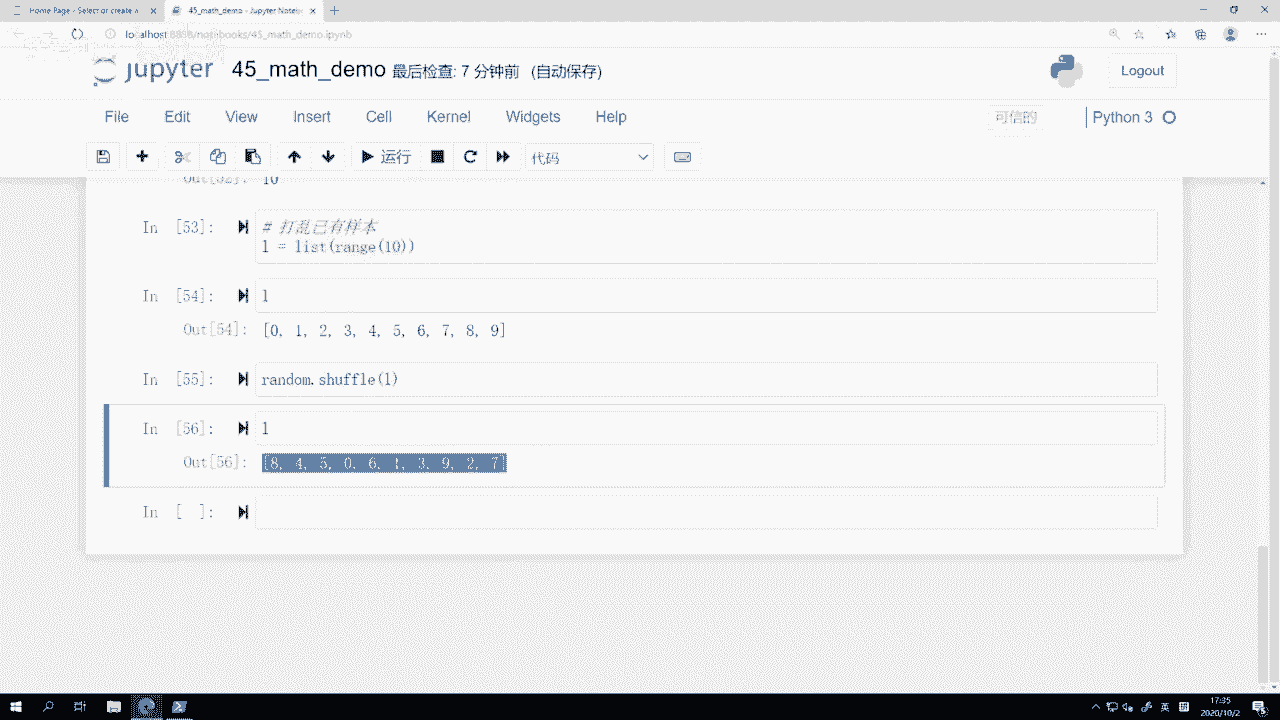 Home Page - Select or create a
45_math_demo - Jupyter Noteb
localhost:8888/notebooks/45_math_demo.ipynb
jupyter 45_math_demo 最后检查: 7 分钟前 (自动保存)
Logout
File Edit View Insert Cell Kernel Widgets Help
可信的
Python 3
运行
代码
Out[52]: 10
In [53]: # 打乱已有样本
l = list(range(10))
In [54]: l
Out[54]: [0, 1, 2, 3, 4, 5, 6, 7, 8, 9]
In [55]: random.shuffle(l)
In [56]: l
Out[56]: [8, 4, 5, 0, 6, 1, 3, 9, 2, 7]
In [ ]:
英
17:35
2020/10/2